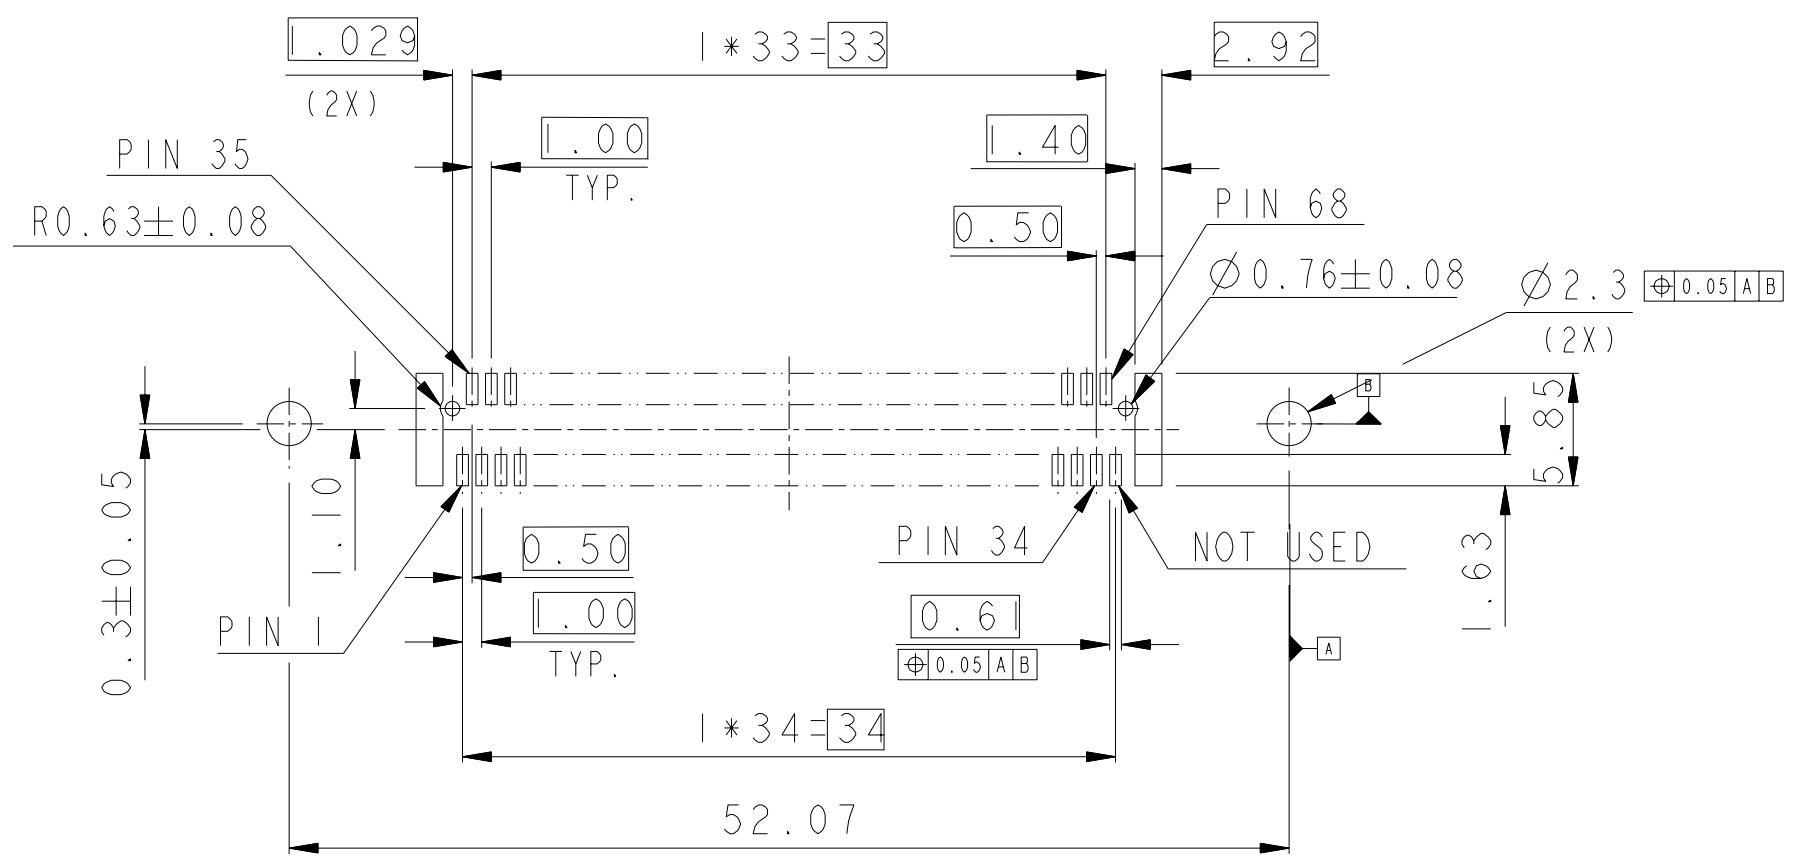 1.029
1*33=33
2.92
(2X)
1.00
1.40
PIN 35
TYP.
PIN 68
R0.63±0.08
0.50
Ø0.76±0.08
Ø2.3 ⌖ 0.05 A B
(2X)
B
5.85
0.3±0.05
1.10
0.50
PIN 34
NOT USED
1.63
PIN 1
1.00
0.61
TYP.
⌖ 0.05 A B
A
1*34=34
52.07